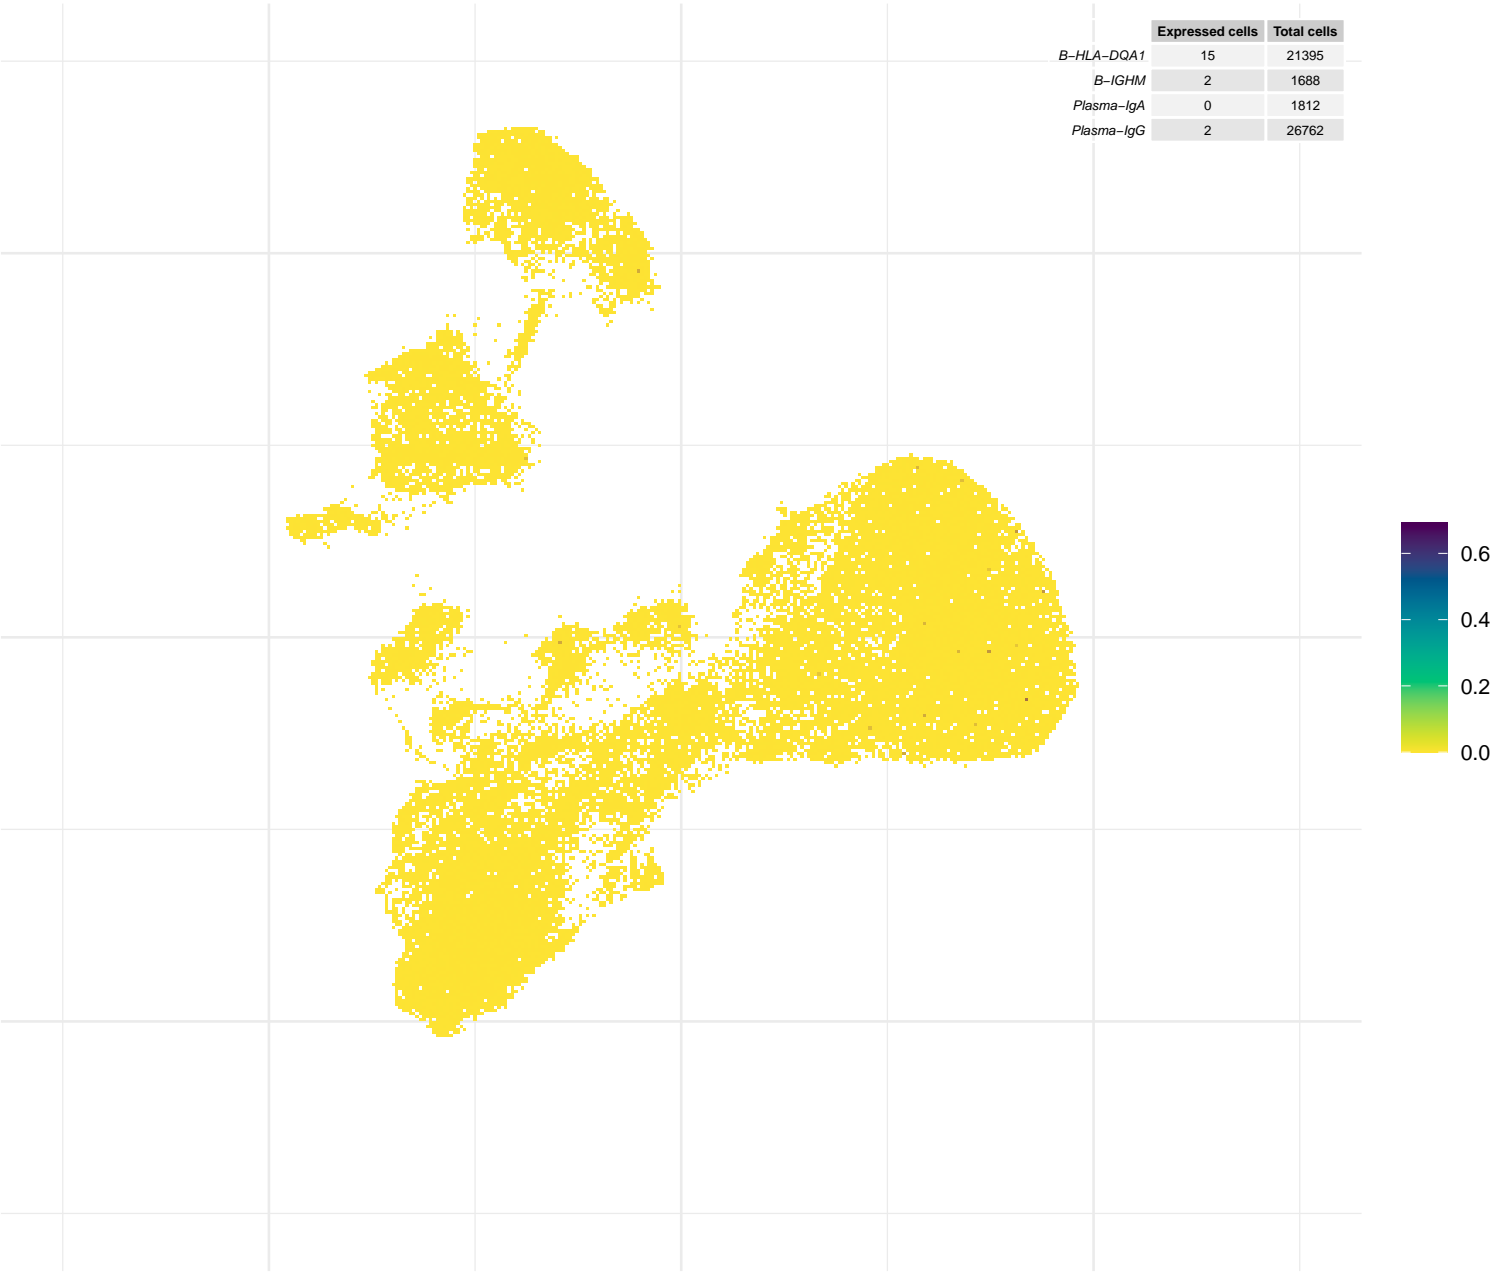 Expressed cells Total cells
B−HLA−DQA1 15 21395
B−IGHM 2 1688
Plasma−IgA 0 1812
Plasma−IgG 2 26762
0.6
0.4
0.2
0.0